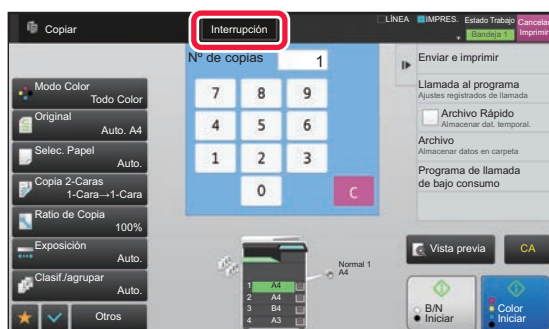 Copiar
Interrupción
LÍNEA
IMPRES.
Estado Trabajo
Bandeja 1
Cancelar
Imprimir
Modo Color
Todo Color
Original
Auto. A4
Selec. Papel
Auto.
Copia 2-Caras
1-Cara→1-Cara
Ratio de Copia
100%
Exposición
Auto.
Clasif./agrupar
Auto.
Otros
Nº de copias
1
7 8 9
4 5 6
1 2 3
0 C
Normal 1
A4
1 A4
2 A4
3 B4
4 A3
Enviar e imprimir
Llamada al programa
Ajustes registrados de llamada
Archivo Rápido
Almacenar dat. temporal.
Archivo
Almacenar datos en carpeta
Programa de llamada
de bajo consumo
Vista previa
CA
B/N
Iniciar
Color
Iniciar